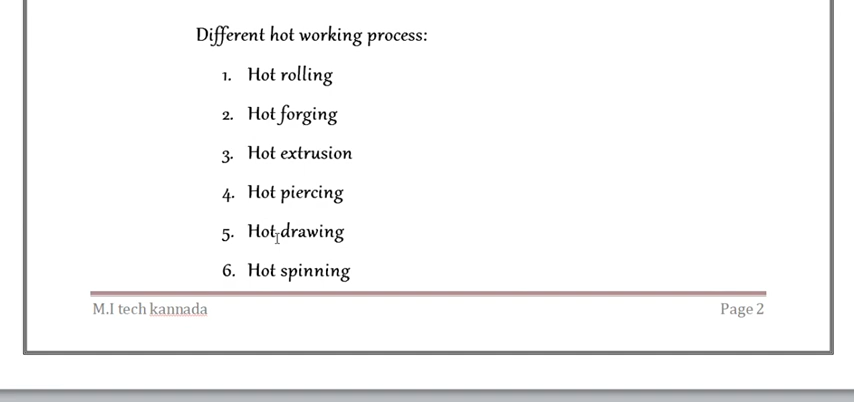 Different hot working process:
1. Hot rolling
2. Hot forging
3. Hot extrusion
4. Hot piercing
5. Hot drawing
6. Hot spinning
M.I tech kannada Page 2